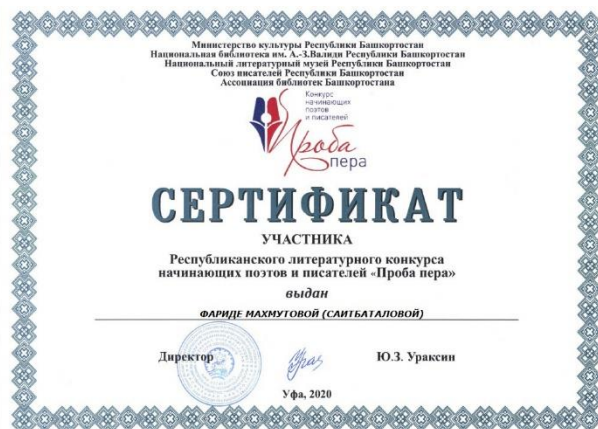 Министерство культуры Республики Башкортостан
Национальная библиотека им. А.-З.Валиди Республики Башкортостан
Национальный литературный музей Республики Башкортостан
Союз писателей Республики Башкортостан
Ассоциация библиотек Башкортостана
Конкурс
начинающих
поэтов
и писателей
Проба
пера
СЕРТИФИКАТ
УЧАСТНИКА
Республиканского литературного конкурса
начинающих поэтов и писателей «Проба пера»
выдан
ФАРИДЕ МАХМУТОВОЙ (САИТБАТАЛОВОЙ)
Директор
Ю.З. Ураксин
Уфа, 2020